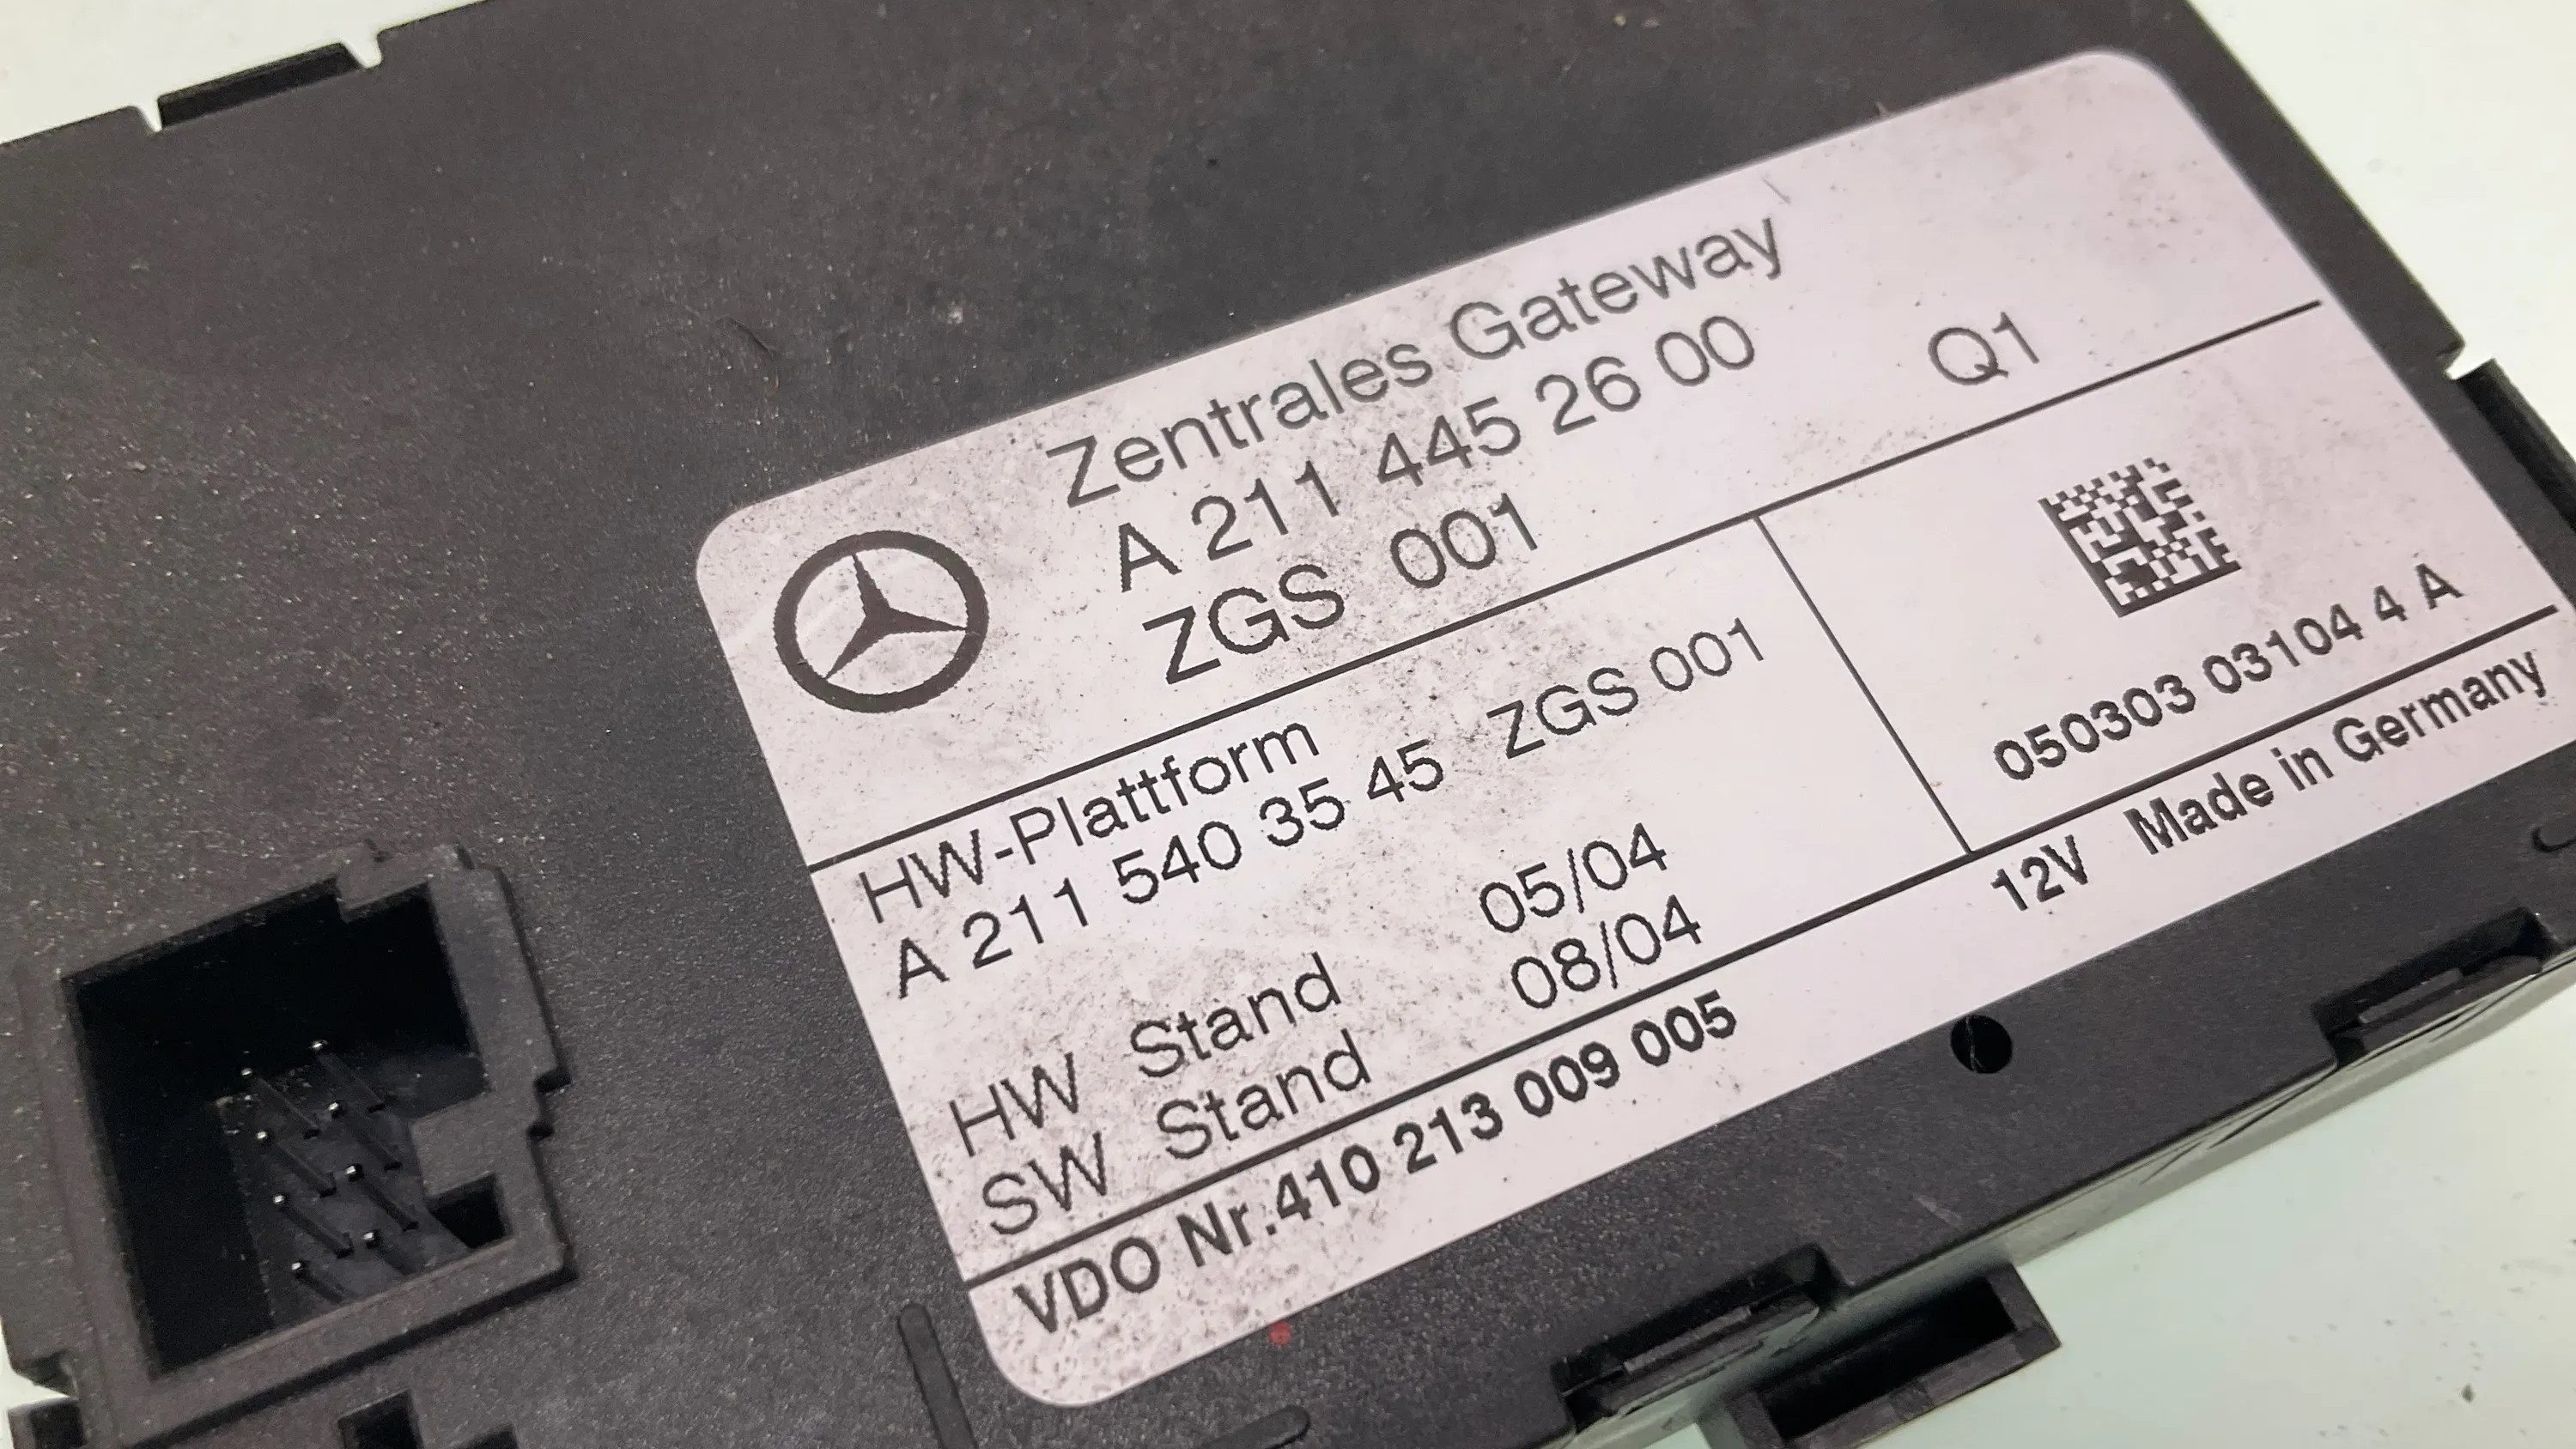 Zentrales Gateway
A 211 445 26 00 Q1
ZGS 001
HW-Plattform
A 211 540 35 45 ZGS 001
HW Stand 05/04
SW Stand 08/04
050303 03104 4 A
VDO Nr.410 213 009 005 12V Made in Germany